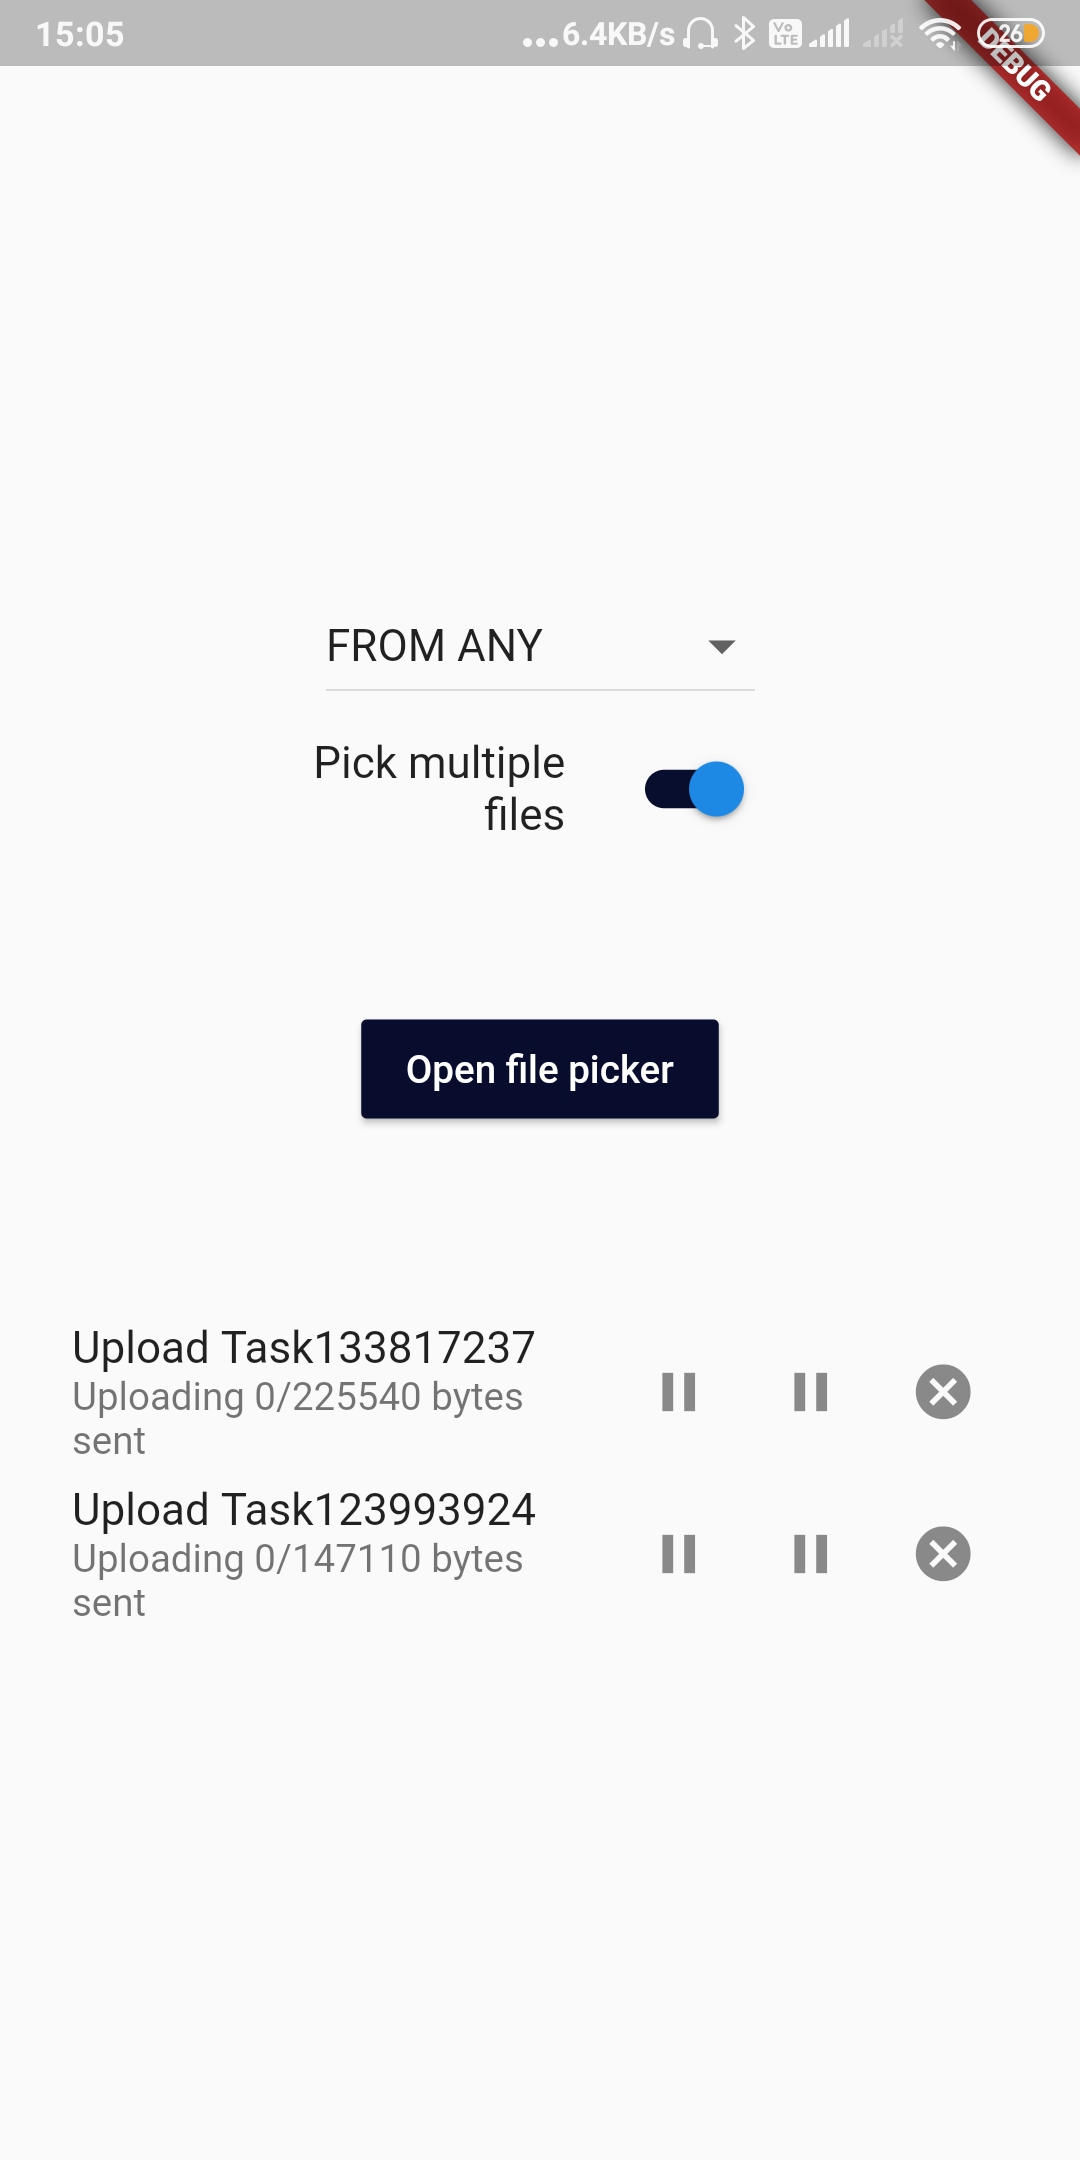 15:05
...6.4KB/s
Vo
LTE
26
DEBUG
FROM ANY
Pick multiple
files
Open file picker
Upload Task133817237
Uploading 0/225540 bytes
sent
Upload Task123993924
Uploading 0/147110 bytes
sent